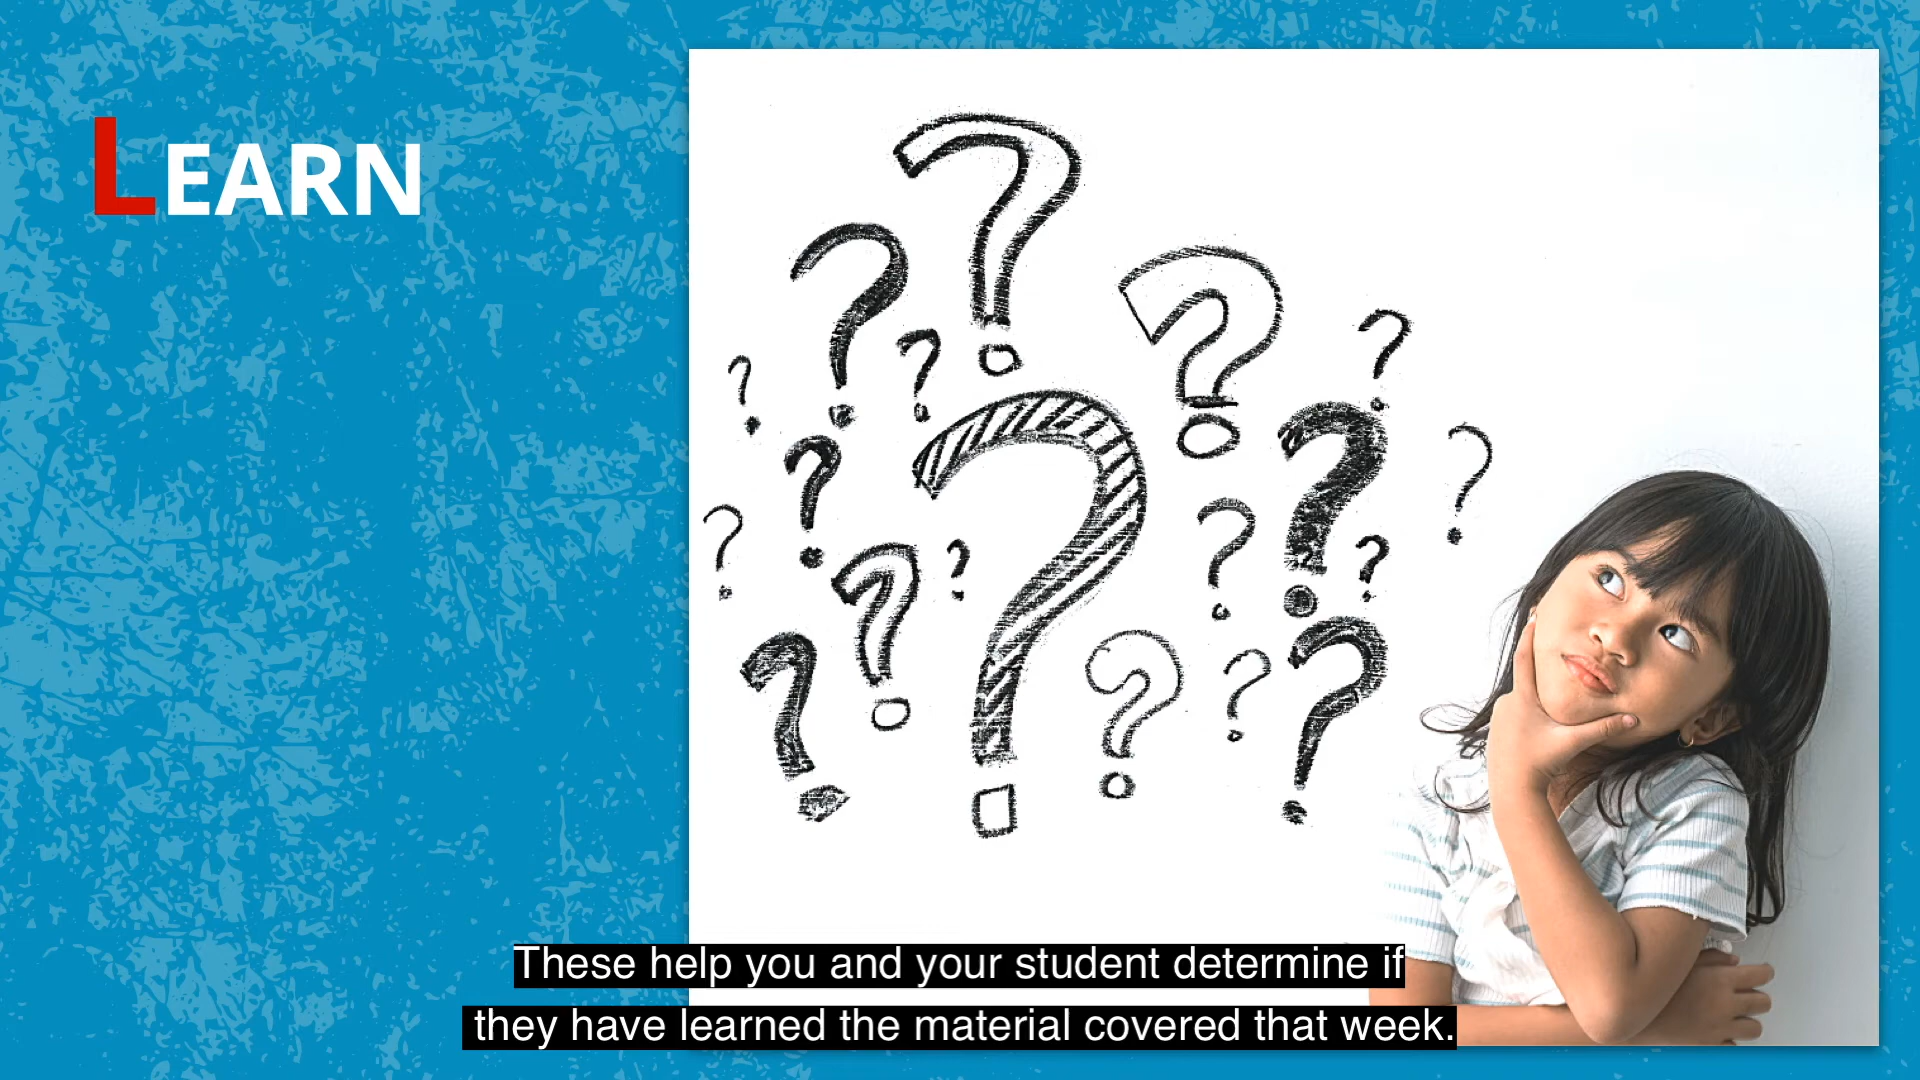 LEARN
These help you and your student determine if
they have learned the material covered that week.